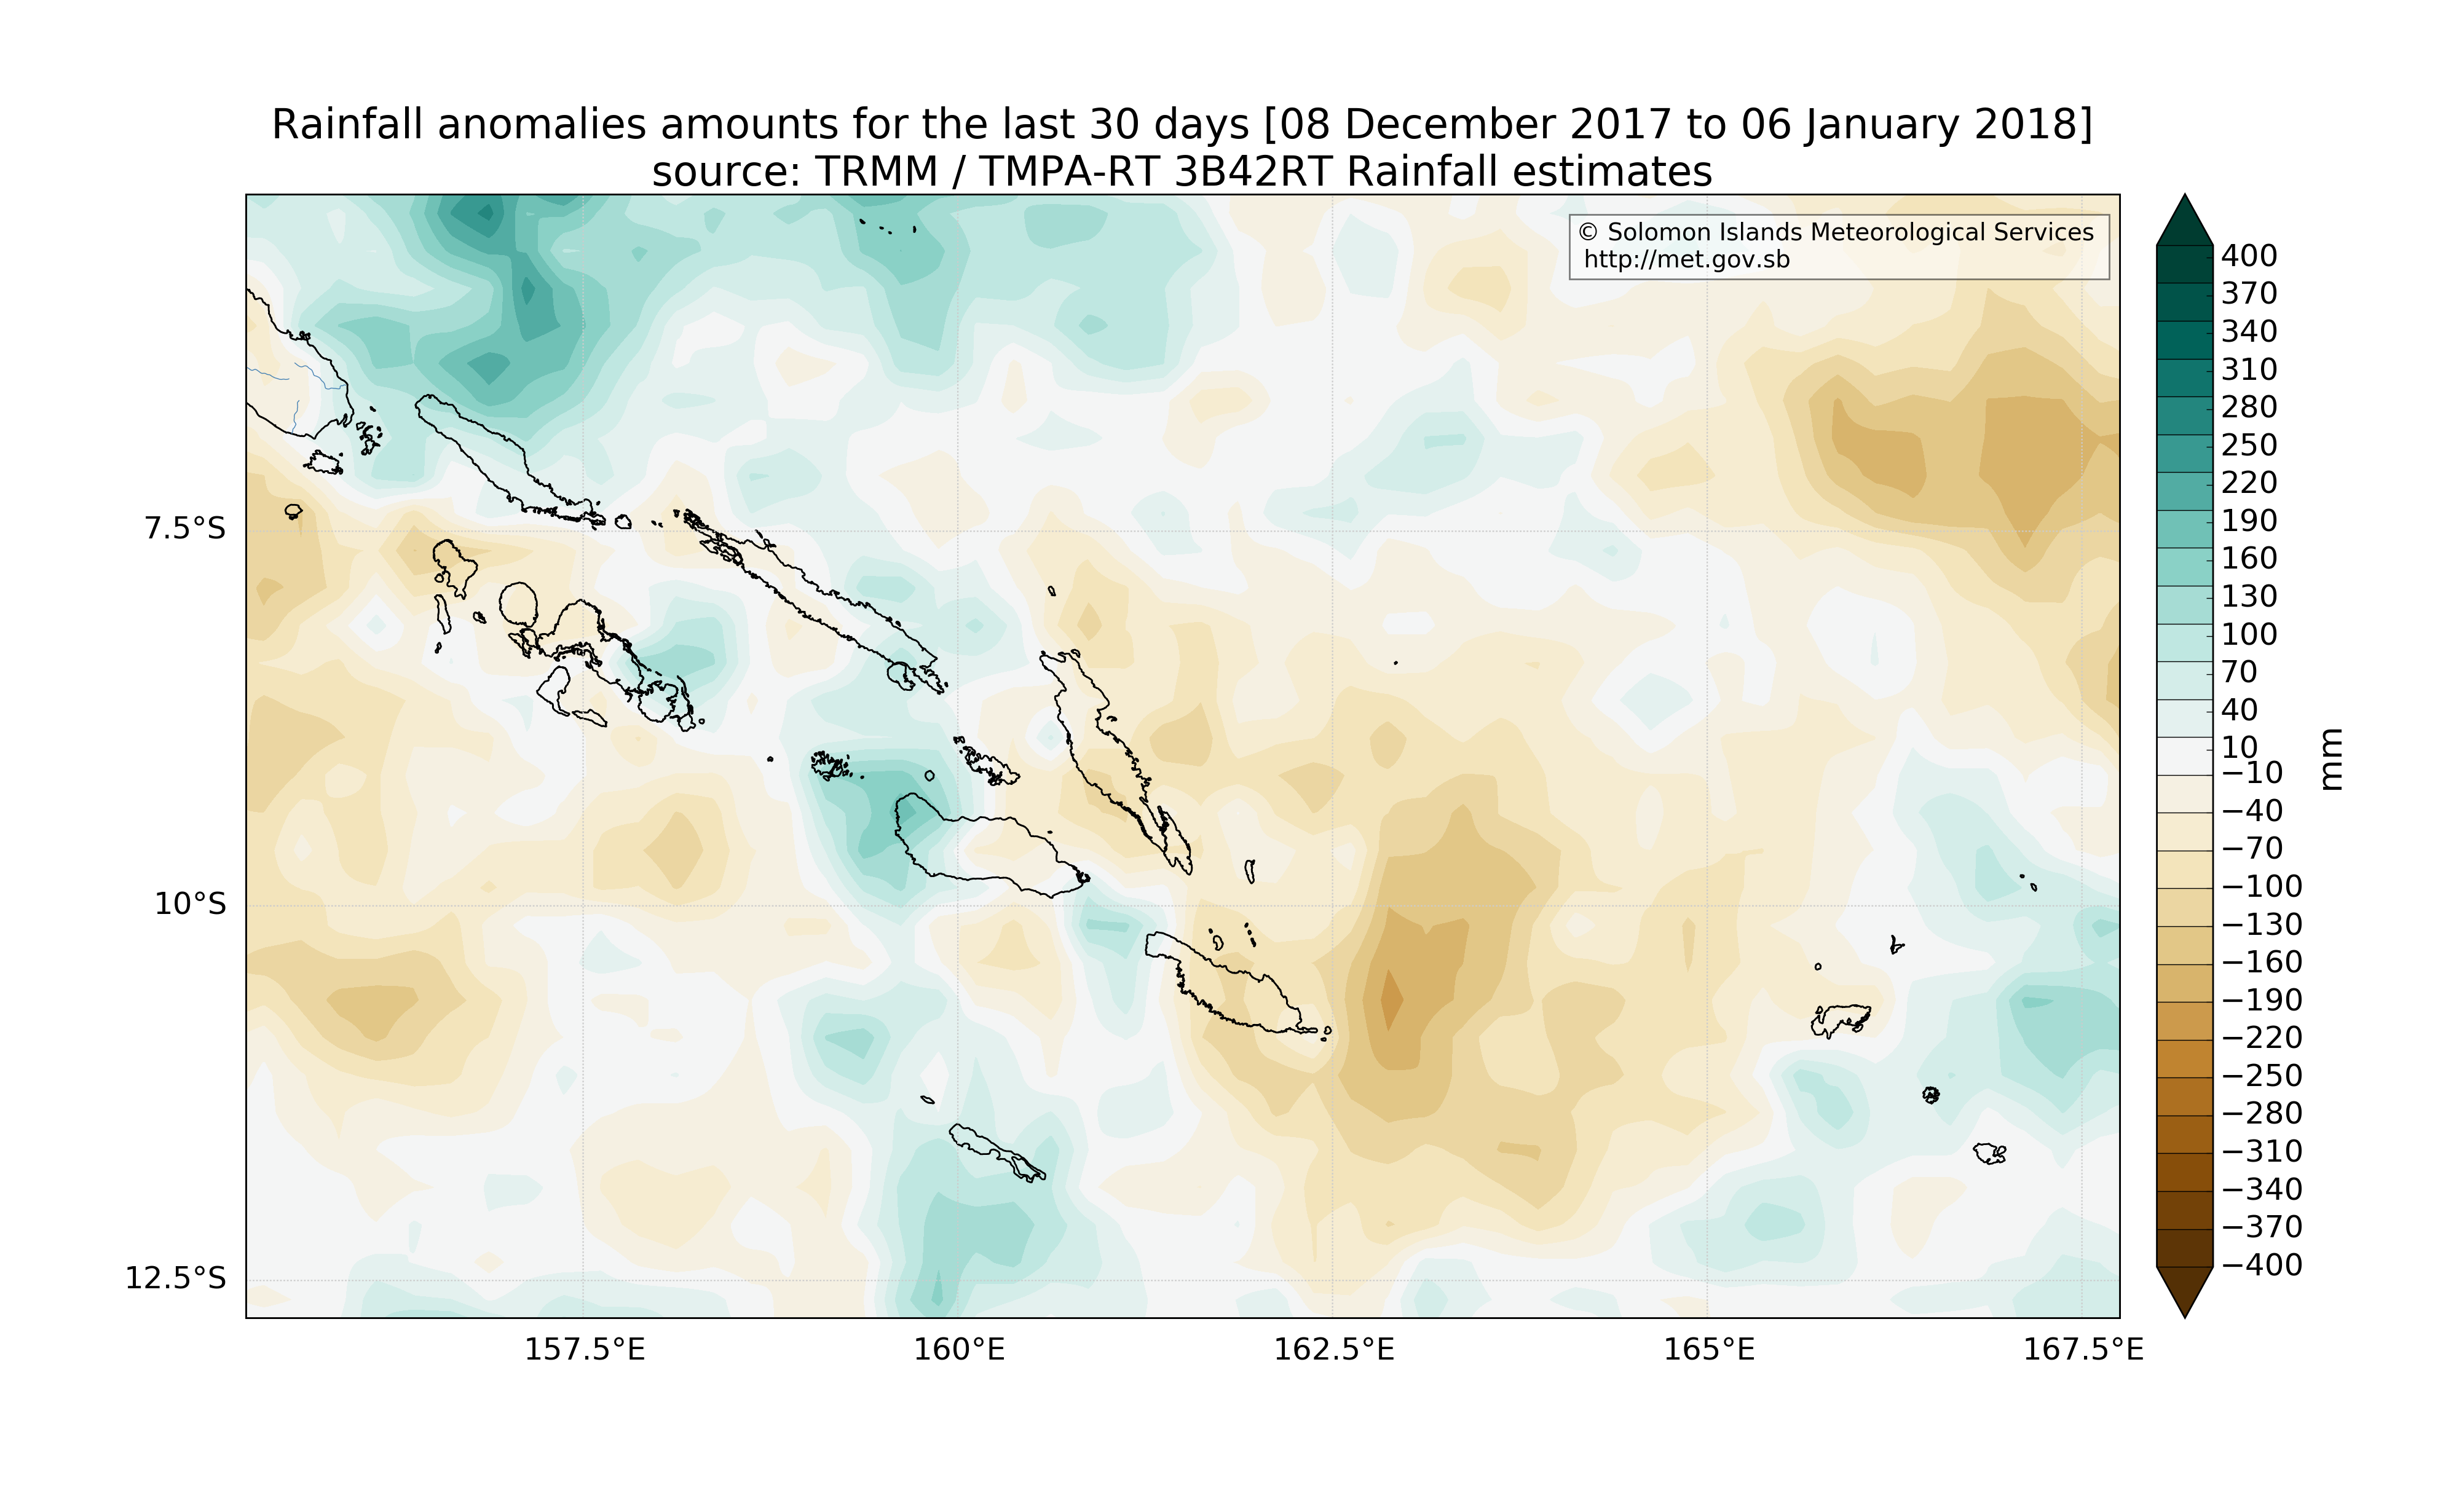 Rainfall anomalies amounts for the last 30 days [08 December 2017 to 06 January 2018]
source: TRMM / TMPA-RT 3B42RT Rainfall estimates
© Solomon Islands Meteorological Services
http://met.gov.sb
7.5°S
10°S
12.5°S
157.5°E
160°E
162.5°E
165°E
167.5°E
400
370
340
310
280
250
220
190
160
130
100
70
40
10
−10
−40
−70
−100
−130
−160
−190
−220
−250
−280
−310
−340
−370
−400
mm